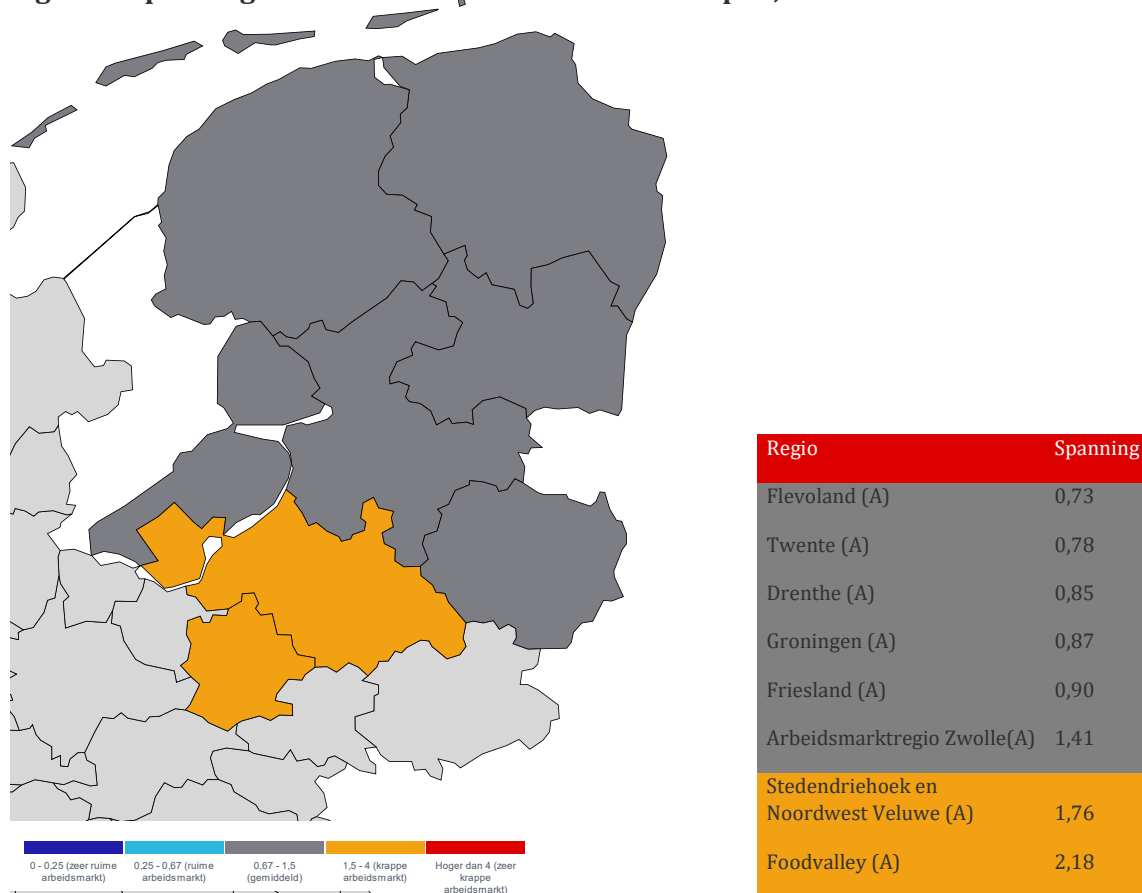 0 - 0,25 (zeer ruime
arbeidsmarkt)
0,25 - 0,67 (ruime
arbeidsmarkt)
0,67 - 1,5
(gemiddeld)
1,5 - 4 (krappe
arbeidsmarkt)
Hoger dan 4 (zeer
krappe
arbeidsmarkt)
Regio Spanning
Flevoland (A) 0,73
Twente (A) 0,78
Drenthe (A) 0,85
Groningen (A) 0,87
Friesland (A) 0,90
Arbeidsmarktregio Zwolle(A) 1,41
Stedendriehoek en
Noordwest Veluwe (A) 1,76
Foodvalley (A) 2,18